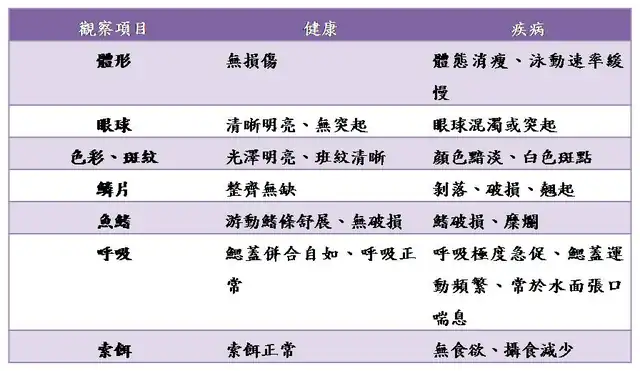 觀察項目 健康 疾病
體形 無損傷 體態消瘦、泳動速率緩
慢
眼球 清晰明亮、無突起 眼球混濁或突起
色彩、斑紋 光澤明亮、班紋清晰 顏色黯淡、白色斑點
鱗片 整齊無缺 剝落、破損、翹起
魚鰭 游動鰭條舒展、無破損 鰭破損、糜爛
呼吸 鰓蓋併合自如、呼吸正 呼吸極度急促、鰓蓋運
常 動頻繁、常於水面張口
喘息
索餌 索餌正常 無食欲、攝食減少